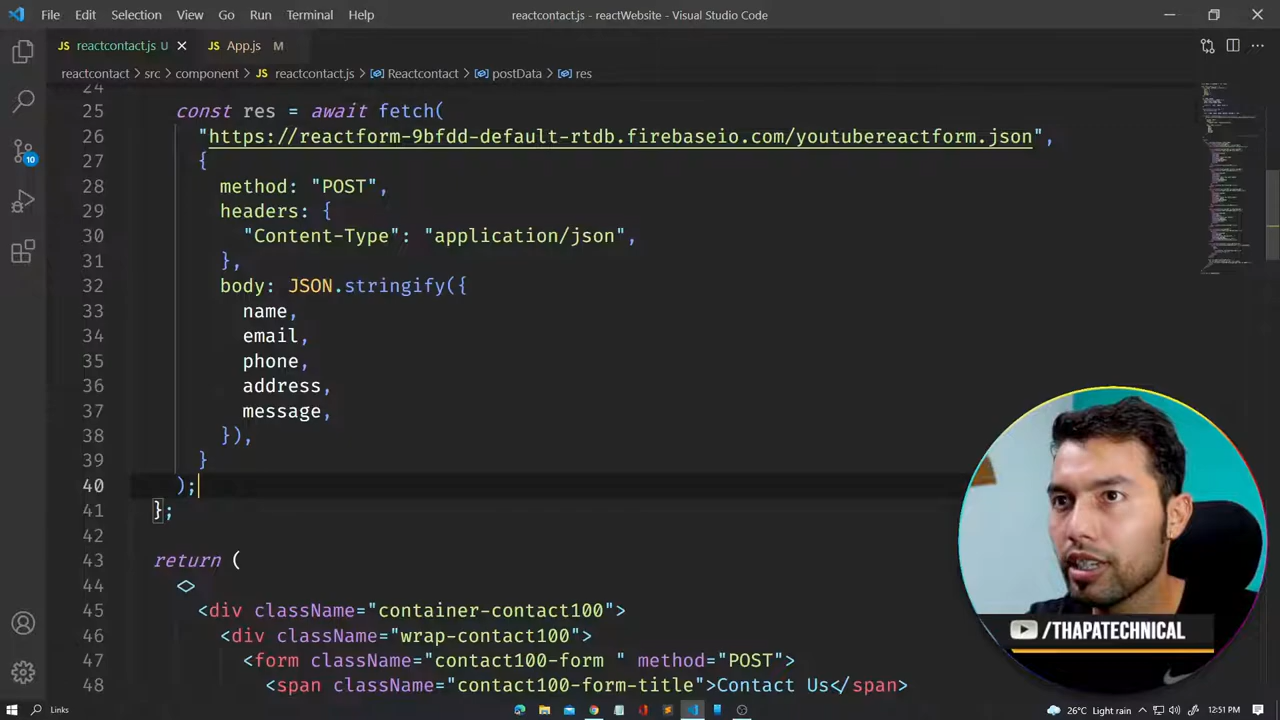 File Edit Selection View Go Run Terminal Help reactcontact.js - reactWebsite - Visual Studio Code
JS reactcontact.js U JS App.js M
reactcontact > src > component > JS reactcontact.js > Reactcontact > postData > res
24
25 const res = await fetch(
26 "https://reactform-9bfdd-default-rtdb.firebaseio.com/youtubereactform.json",
27 {
28 method: "POST",
29 headers: {
30 "Content-Type": "application/json",
31 },
32 body: JSON.stringify({
33 name,
34 email,
35 phone,
36 address,
37 message,
38 }),
39 }
40 );
41 };
42
43 return (
44 <>
45 <div className="container-contact100">
46 <div className="wrap-contact100">
47 <form className="contact100-form " method="POST">
48 <span className="contact100-form-title">Contact Us</span>
10
/THAPATECHNICAL
Links 26°C Light rain 12:51 PM